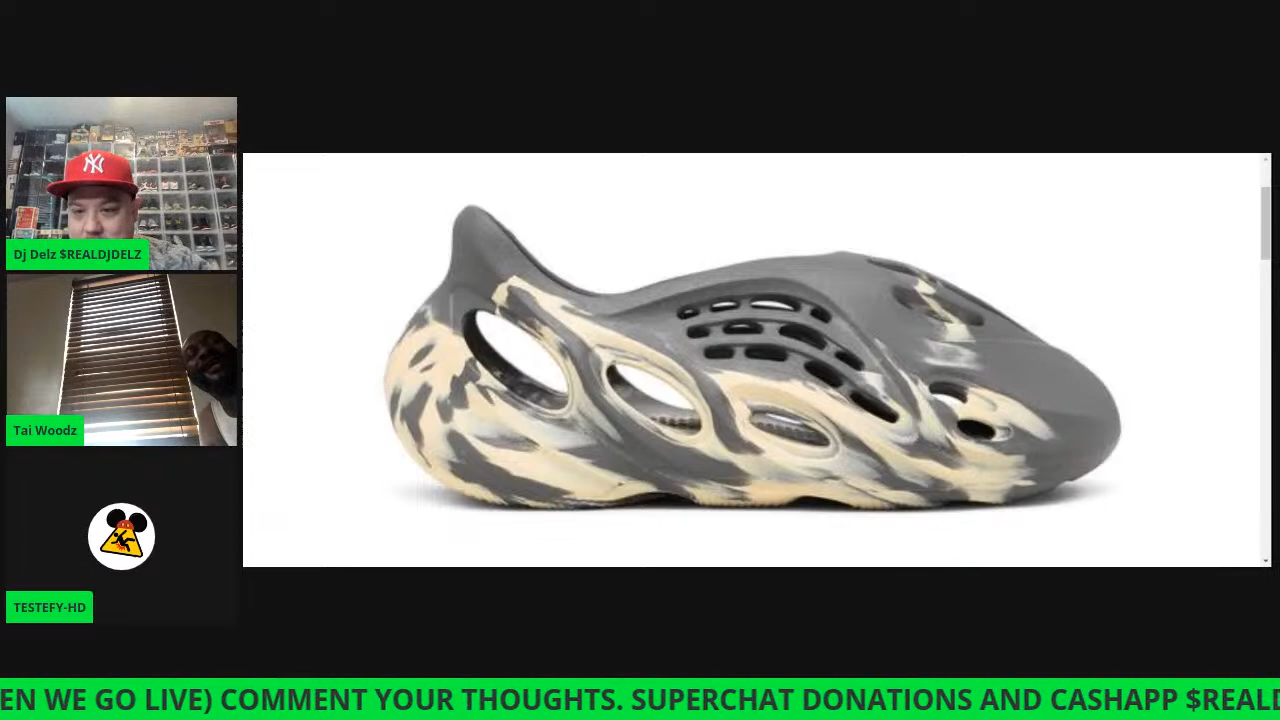 NY
Dj Delz $REALDJDELZ
Tai Woodz
TESTEFY-HD
EN WE GO LIVE) COMMENT YOUR THOUGHTS. SUPERCHAT DONATIONS AND CASHAPP $REALD